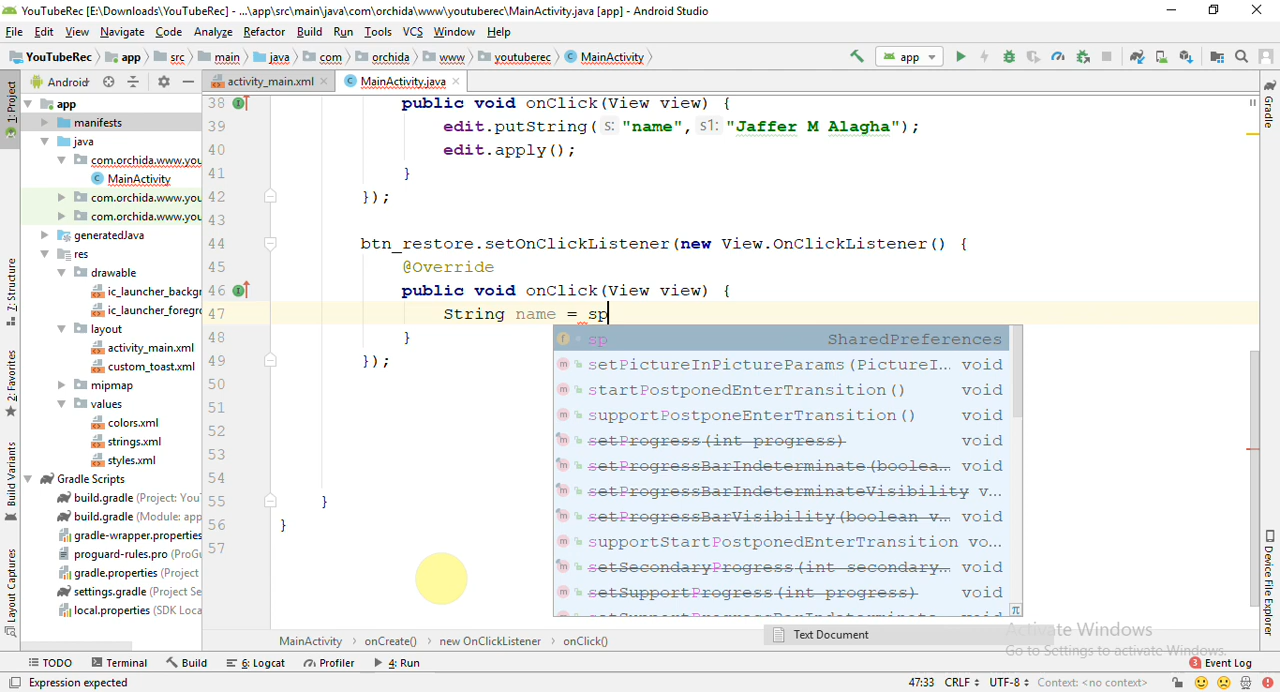 YouTubeRec [E:\Downloads\YouTubeRec] - ...\app\src\main\java\com\orchida\www\youtuberec\MainActivity.java [app] - Android Studio
File Edit View Navigate Code Analyze Refactor Build Run Tools VCS Window Help
YouTubeRec app src main java com orchida www youtuberec MainActivity app
1: Project
Z: Structure
2: Favorites
Build Variants
Layout Captures
Android
app
manifests
java
com.orchida.www.you
MainActivity
com.orchida.www.you
com.orchida.www.you
generatedJava
res
drawable
ic_launcher_backgr
ic_launcher_foregro
layout
activity_main.xml
custom_toast.xml
mipmap
values
colors.xml
strings.xml
styles.xml
Gradle Scripts
build.gradle (Project: You
build.gradle (Module: app
gradle-wrapper.properties
proguard-rules.pro (ProGu
gradle.properties (Project
settings.gradle (Project Se
local.properties (SDK Loca
activity_main.xml MainActivity.java
38 public void onClick(View view) {
39 edit.putString( s: "name", s1: "Jaffer M Alagha");
40 edit.apply();
41 }
42 });
43
44 btn_restore.setOnClickListener(new View.OnClickListener() {
45 @Override
46 public void onClick(View view) {
47 String name = sp
48 }
49 });
50
51
52
53
54
55 }
56 }
57
sp SharedPreferences
setPictureInPictureParams(PictureI... void
startPostponedEnterTransition() void
supportPostponeEnterTransition() void
setProgress(int progress) void
setProgressBarIndeterminate(boolea... void
setProgressBarIndeterminateVisibility v...
setProgressBarVisibility(boolean v... void
supportStartPostponedEnterTransition vo...
setSecondaryProgress(int secondary... void
setSupportProgress(int progress) void
π
MainActivity onCreate() new OnClickListener onClick()
Text Document
Activate Windows
Go to Settings to activate Windows.
Gradle
Device File Explorer
TODO Terminal Build 6: Logcat Profiler 4: Run 3 Event Log
Expression expected 47:33 CRLF UTF-8 Context: <no context>